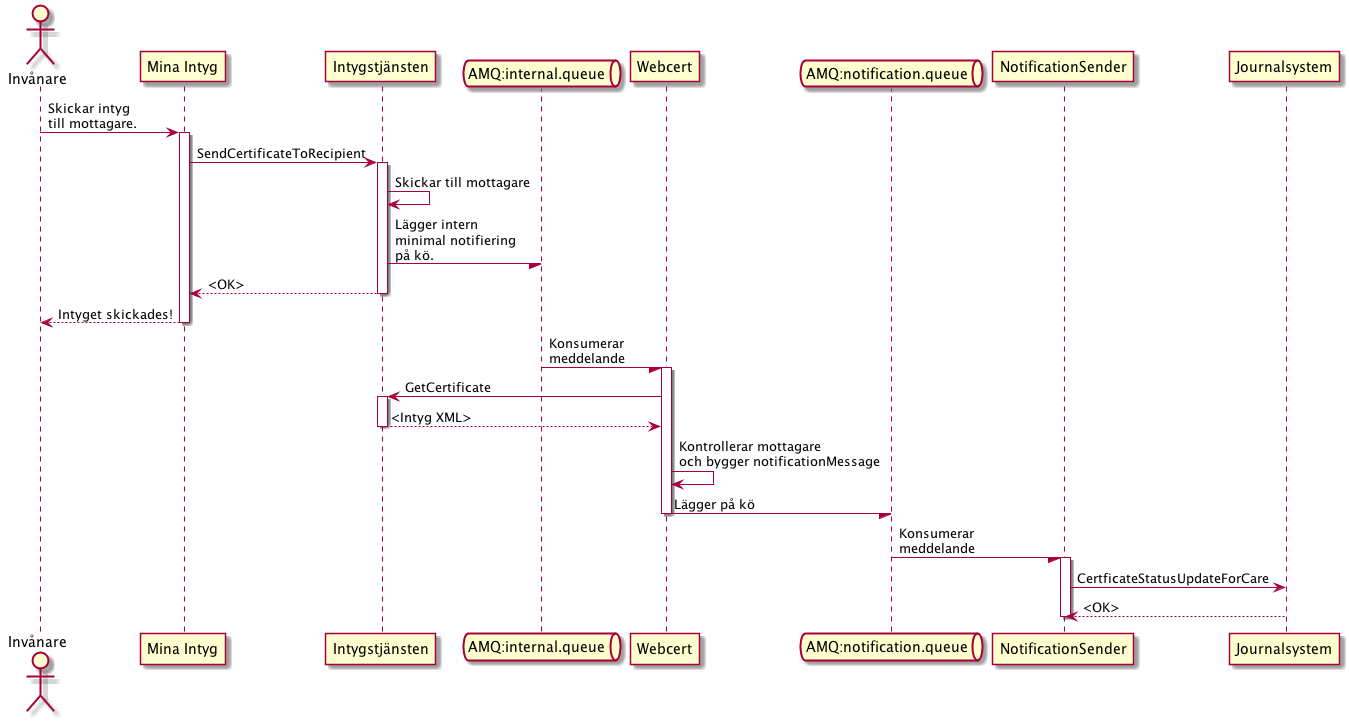 Invånare
Mina Intyg
Intygstjänsten
AMQ:internal.queue
Webcert
AMQ:notification.queue
NotificationSender
Journalsystem
Skickar intyg
till mottagare.
SendCertificateToRecipient
Skickar till mottagare
Lägger intern
minimal notifiering
på kö.
<OK>
Intyget skickades!
Konsumerar
meddelande
GetCertificate
<Intyg XML>
Kontrollerar mottagare
och bygger notificationMessage
Lägger på kö
Konsumerar
meddelande
CertficateStatusUpdateForCare
<OK>
Invånare
Mina Intyg
Intygstjänsten
AMQ:internal.queue
Webcert
AMQ:notification.queue
NotificationSender
Journalsystem